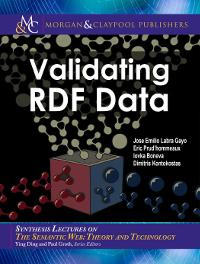 M&C
MORGAN & CLAYPOOL PUBLISHERS
Validating
RDF Data
Jose Emilio Labra Gayo
Eric Prud'hommeaux
Iovka Boneva
Dimitris Kontokostas
SYNTHESIS LECTURES ON
THE SEMANTIC WEB: THEORY AND TECHNOLOGY
Ying Ding and Paul Groth, Series Editors